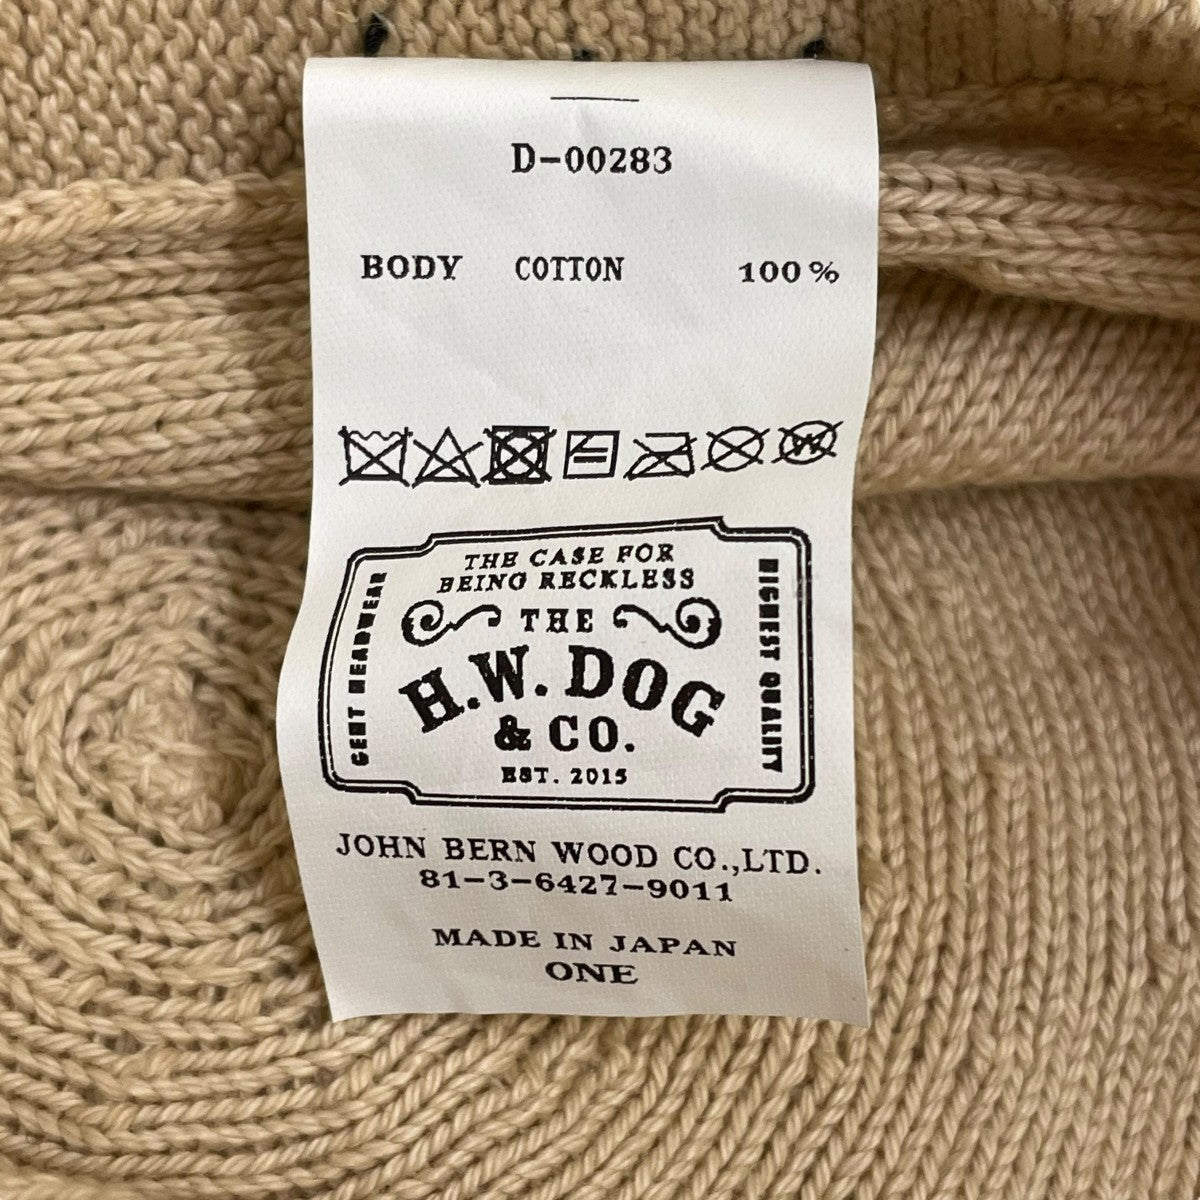 D-00283
BODY COTTON 100%
THE CASE FOR
BEING RECKLESS
THE
H.W. DOG
& CO.
EST. 2015
GENT HEADWEAR
HIGHEST QUALITY
JOHN BERN WOOD CO.,LTD.
81-3-6427-9011
MADE IN JAPAN
ONE